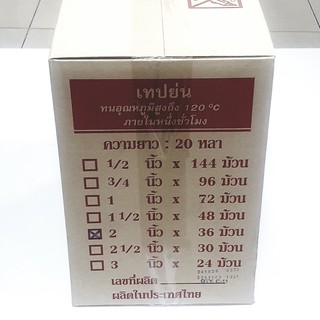 เทปย่น
ทนอุณหภูมิสูงถึง 120 °C
ภายในหนึ่งชั่วโมง
ความยาว : 20 หลา
1/2 นิ้ว x 144 ม้วน
3/4 นิ้ว x 96 ม้วน
1 นิ้ว x 72 ม้วน
1 1/2 นิ้ว x 48 ม้วน
2 นิ้ว x 36 ม้วน
2 1/2 นิ้ว x 30 ม้วน
3 นิ้ว x 24 ม้วน
เลขที่ผลิต
ผลิตในประเทศไทย